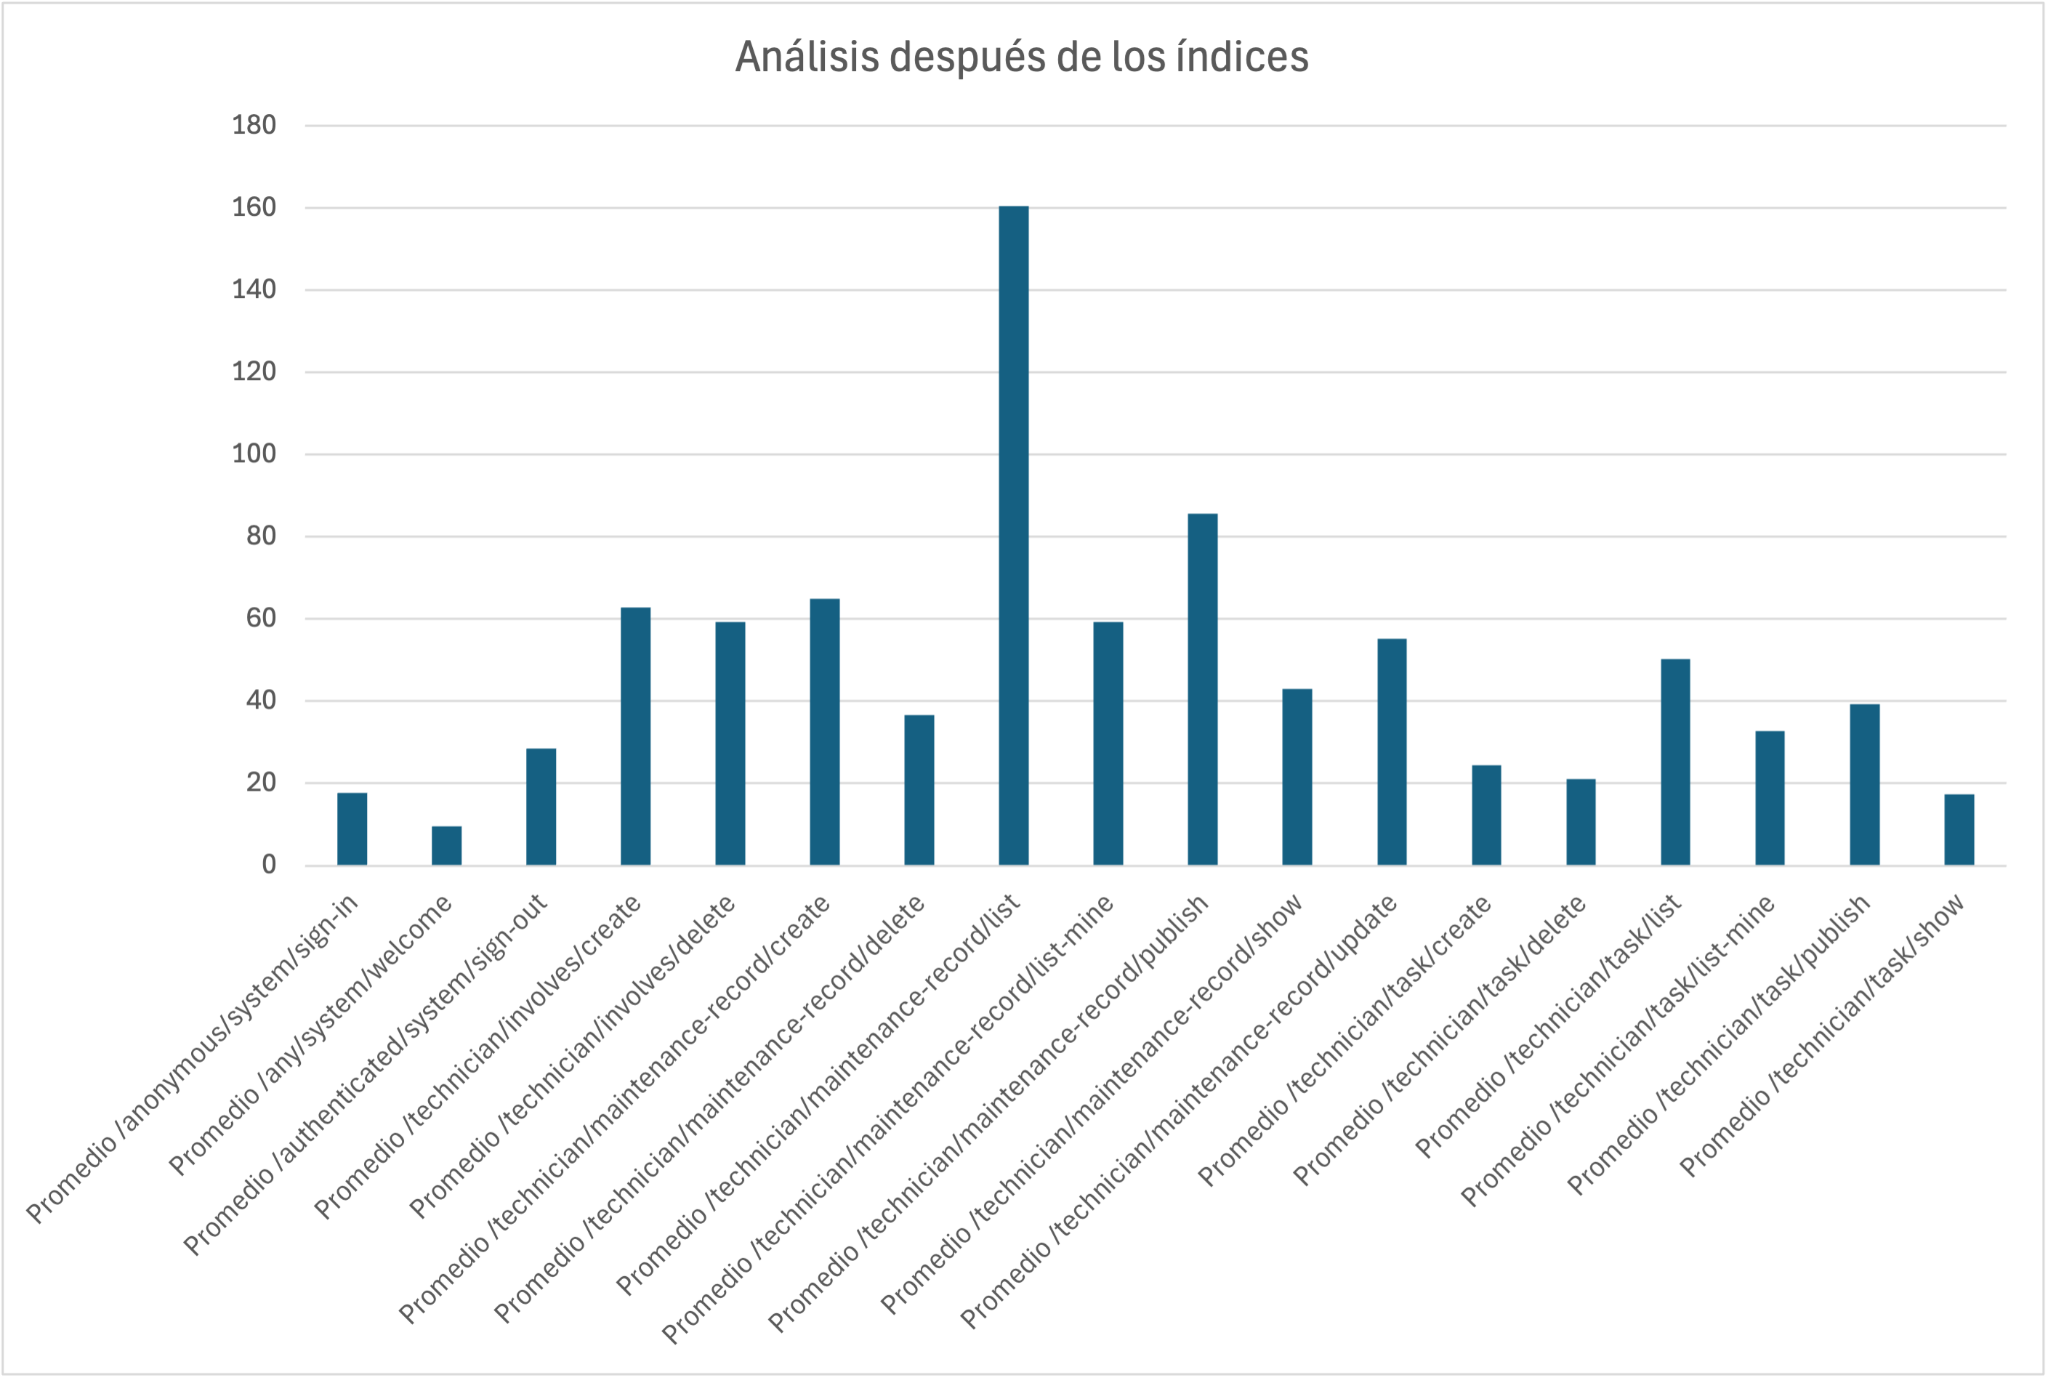 Análisis después de los índices
180
160
140
120
100
80
60
40
20
0
Promedio /anonymous/system/sign-in
Promedio /any/system/welcome
Promedio /authenticated/system/sign-out
Promedio /technician/involves/create
Promedio /technician/involves/delete
Promedio /technician/maintenance-record/create
Promedio /technician/maintenance-record/delete
Promedio /technician/maintenance-record/list
Promedio /technician/maintenance-record/list-mine
Promedio /technician/maintenance-record/publish
Promedio /technician/maintenance-record/show
Promedio /technician/maintenance-record/update
Promedio /technician/task/create
Promedio /technician/task/delete
Promedio /technician/task/list
Promedio /technician/task/list-mine
Promedio /technician/task/publish
Promedio /technician/task/show